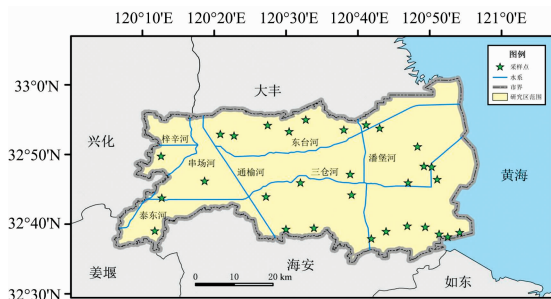 120°10′E 120°20′E 120°30′E 120°40′E 120°50′E 121°0′E
33°0′N
32°50′N
32°40′N
32°30′N
图例
采样点
水系
市界
研究区范围
大丰
兴化
梓辛河
串场河
东台河
潘堡河
通榆河
三仓河
黄海
泰东河
姜堰
海安
如东
0 10 20 km